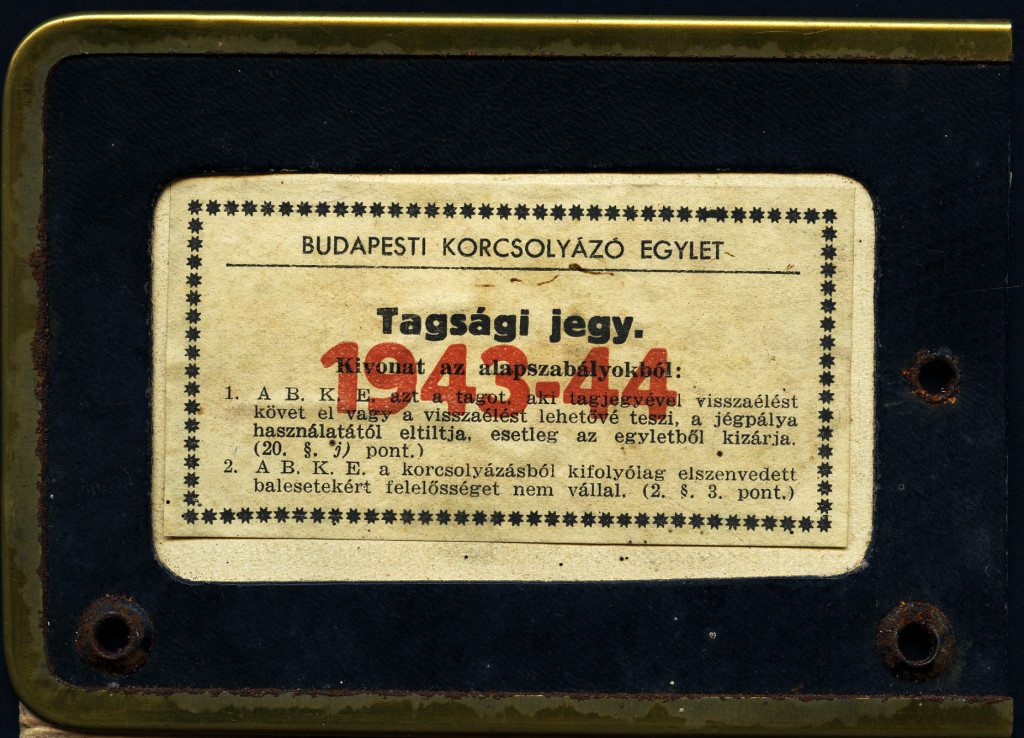 BUDAPESTI KORCSOLYÁZÓ EGYLET
Tagsági jegy.
1943-44
Kivonat az alapszabályokból:
1. A B. K. E. azt a tagot, aki tagjegyével visszaélést
követ el vagy a visszaélést lehetővé teszi, a jégpálya
használatától eltiltja, esetleg az egyletből kizárja.
(20. §. j) pont.)
2. A B. K. E. a korcsolyázásból kifolyólag elszenvedett
balesetekért felelősséget nem vállal. (2. §. 3. pont.)